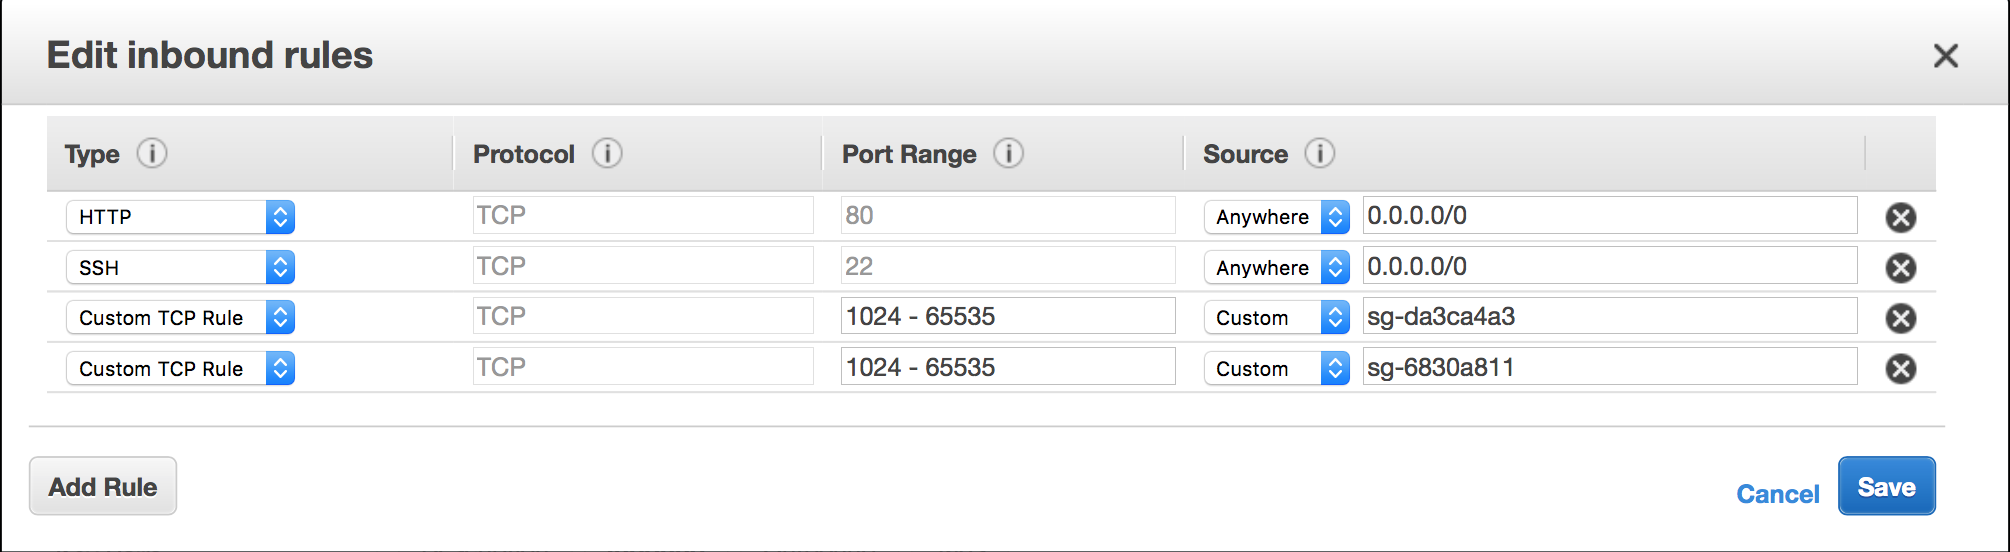 Edit inbound rules
Type Protocol Port Range Source
HTTP TCP 80 Anywhere 0.0.0.0/0
SSH TCP 22 Anywhere 0.0.0.0/0
Custom TCP Rule TCP 1024 - 65535 Custom sg-da3ca4a3
Custom TCP Rule TCP 1024 - 65535 Custom sg-6830a811
Add Rule Cancel Save